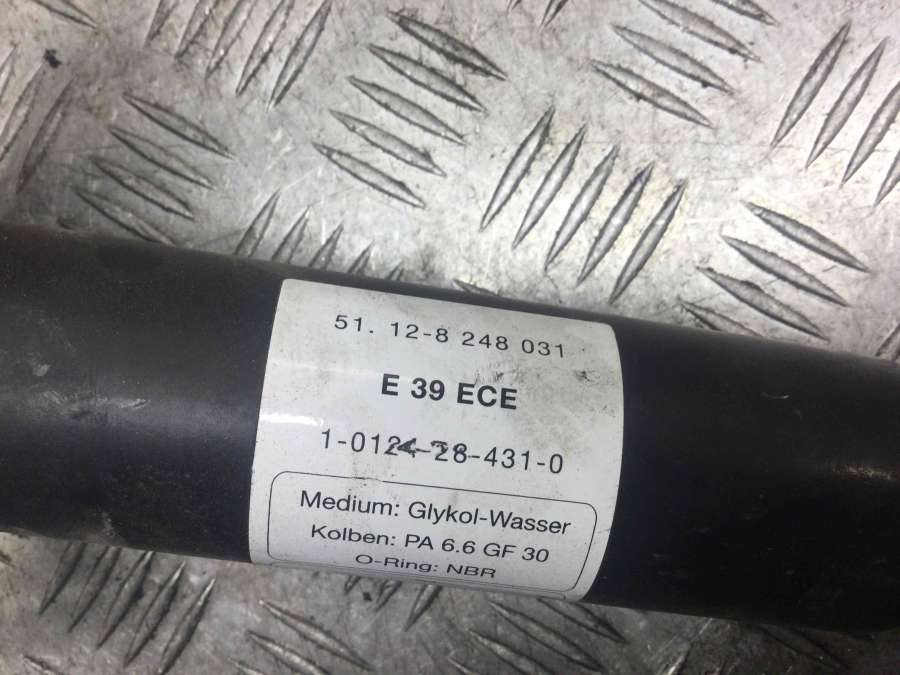 51. 12-8 248 031
E 39 ECE
1-0124-28-431-0
Medium: Glykol-Wasser
Kolben: PA 6.6 GF 30
O-Ring: NBR